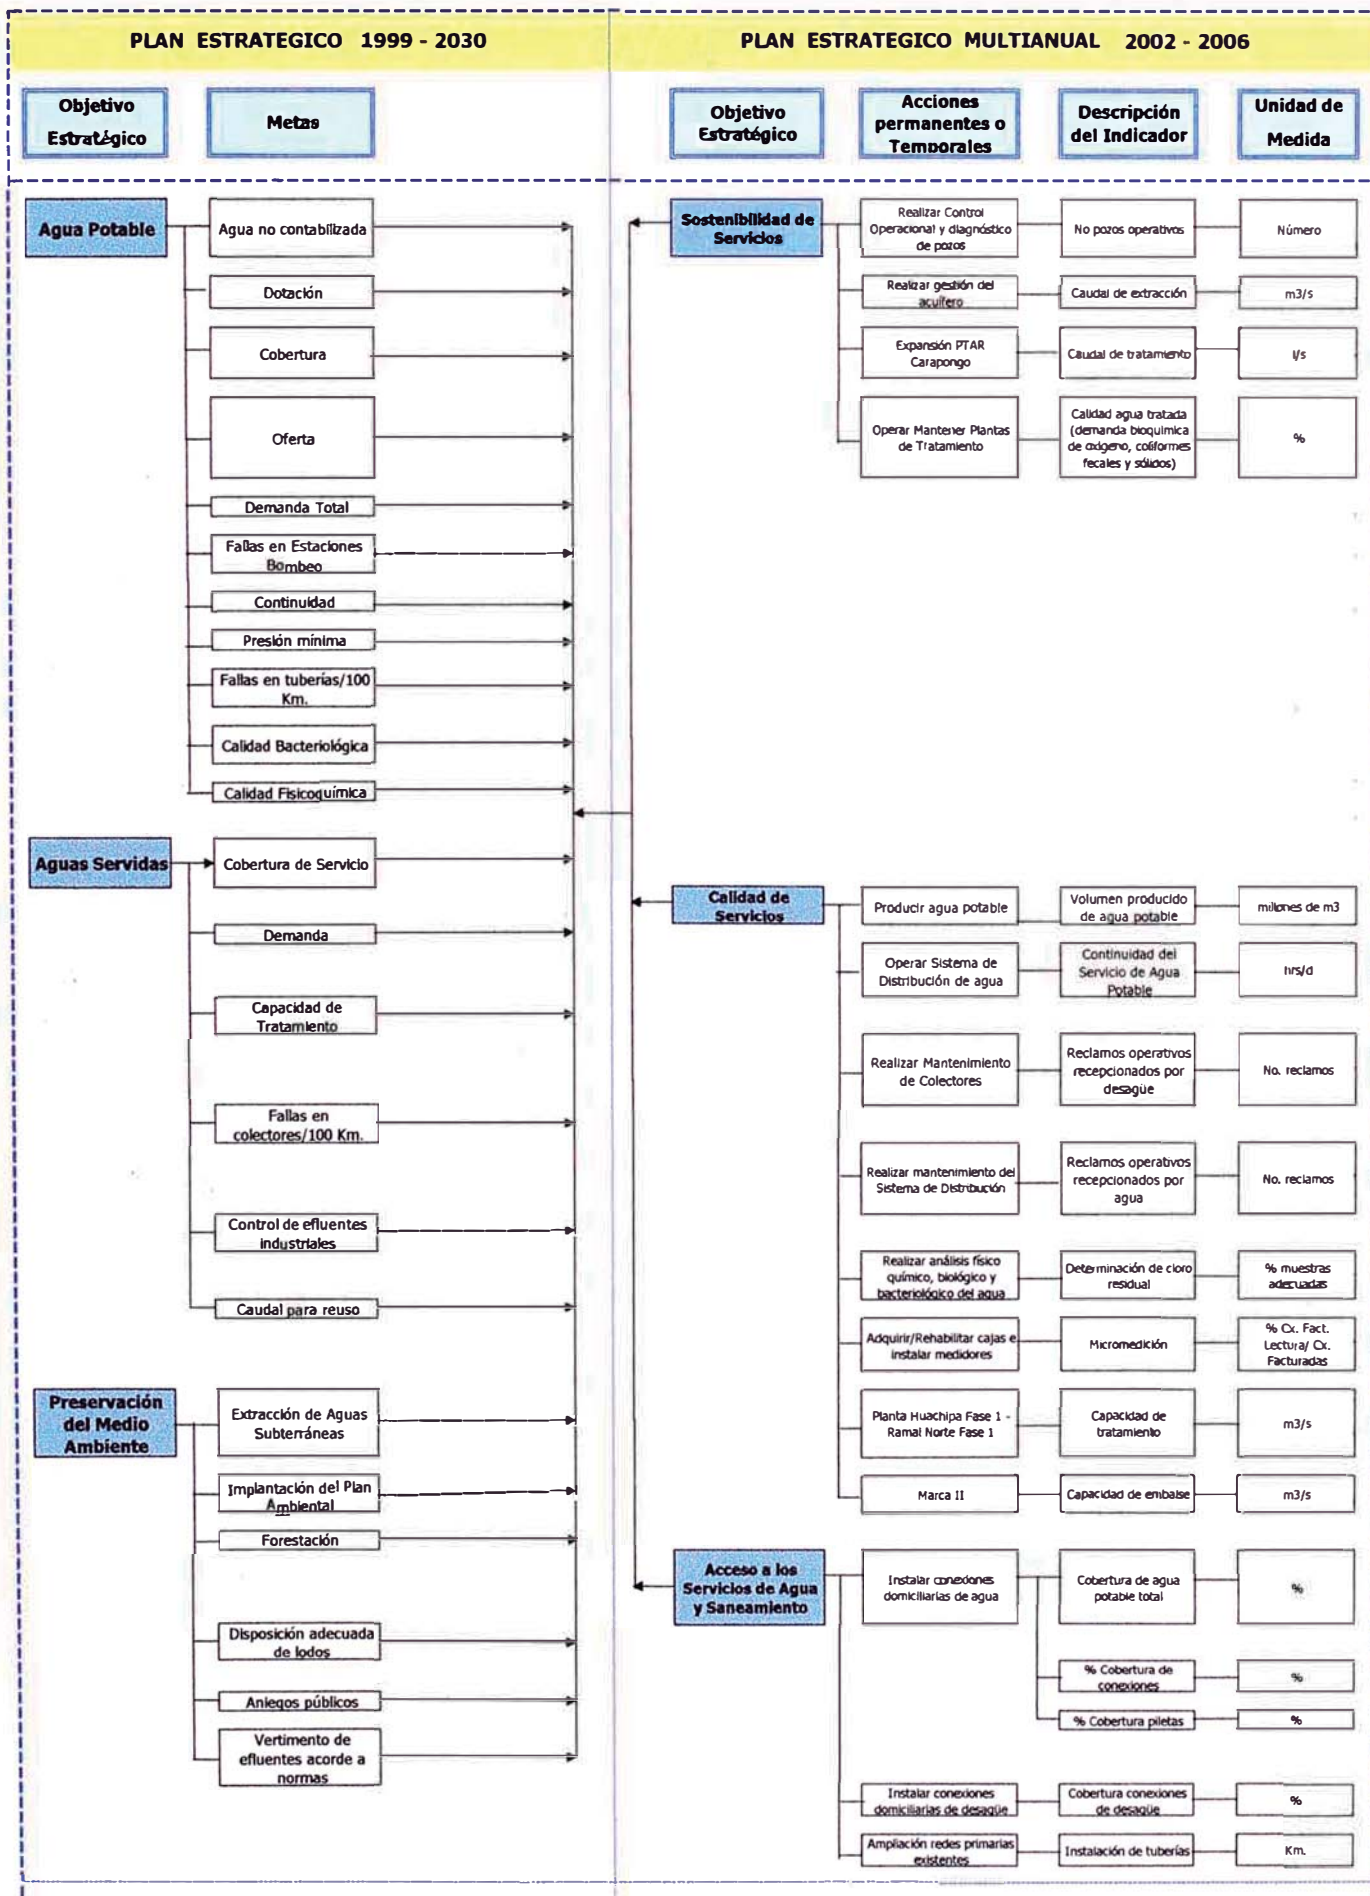 PLAN ESTRATEGICO 1999 - 2030
PLAN ESTRATEGICO MULTIANUAL 2002 - 2006
Objetivo
Estratégico
Metas
Objetivo
Estratégico
Acciones
permanentes o
Temporales
Descripción
del Indicador
Unidad de
Medida
Agua Potable
Agua no contabilizada
Dotación
Cobertura
Oferta
Demanda Total
Fallas en Estaciones
Bombeo
Continuidad
Presión mínima
Fallas en tuberías/100
Km.
Calidad Bacteriológica
Calidad Fisicoquímica
Aguas Servidas
Cobertura de Servicio
Demanda
Capacidad de
Tratamiento
Fallas en
colectores/100 Km.
Control de efluentes
industriales
Caudal para reuso
Preservación
del Medio
Ambiente
Extracción de Aguas
Subterráneas
Implantación del Plan
Ambiental
Forestación
Disposición adecuada
de lodos
Aniegos públicos
Vertimento de
efluentes acorde a
normas
Sostenibilidad de
Servicios
Realizar Control
Operacional y diagnóstico
de pozos
No pozos operativos
Número
Realizar gestión del
acuífero
Caudal de extracción
m3/s
Expansión PTAR
Carapongo
Caudal de tratamiento
l/s
Operar Mantener Plantas
de Tratamiento
Calidad agua tratada
(demanda bioquimica
de oxígeno, coliformes
fecales y sólidos)
%
Calidad de
Servicios
Producir agua potable
Volumen producido
de agua potable
millones de m3
Operar Sistema de
Distribución de agua
Continuidad del
Servicio de Agua
Potable
hrs/d
Realizar Mantenimiento
de Colectores
Reclamos operativos
recepcionados por
desagüe
No. reclamos
Realizar mantenimiento del
Sistema de Distribución
Reclamos operativos
recepcionados por
agua
No. reclamos
Realizar análisis físico
químico, biológico y
bacteriológico del agua
Determinación de cloro
residual
% muestras
adecuadas
Adquirir/Rehabilitar cajas e
instalar medidores
Micromedición
% Cx. Fact.
Lectura/ Cx.
Facturadas
Planta Huachipa Fase 1 -
Ramal Norte Fase 1
Capacidad de
tratamiento
m3/s
Marca II
Capacidad de embalse
m3/s
Acceso a los
Servicios de Agua
y Saneamiento
Instalar conexiones
domiciliarias de agua
Cobertura de agua
potable total
%
% Cobertura de
conexiones
%
% Cobertura piletas
%
Instalar conexiones
domiciliarias de desagüe
Cobertura conexiones
de desagüe
%
Ampliación redes primarias
existentes
Instalación de tuberías
Km.